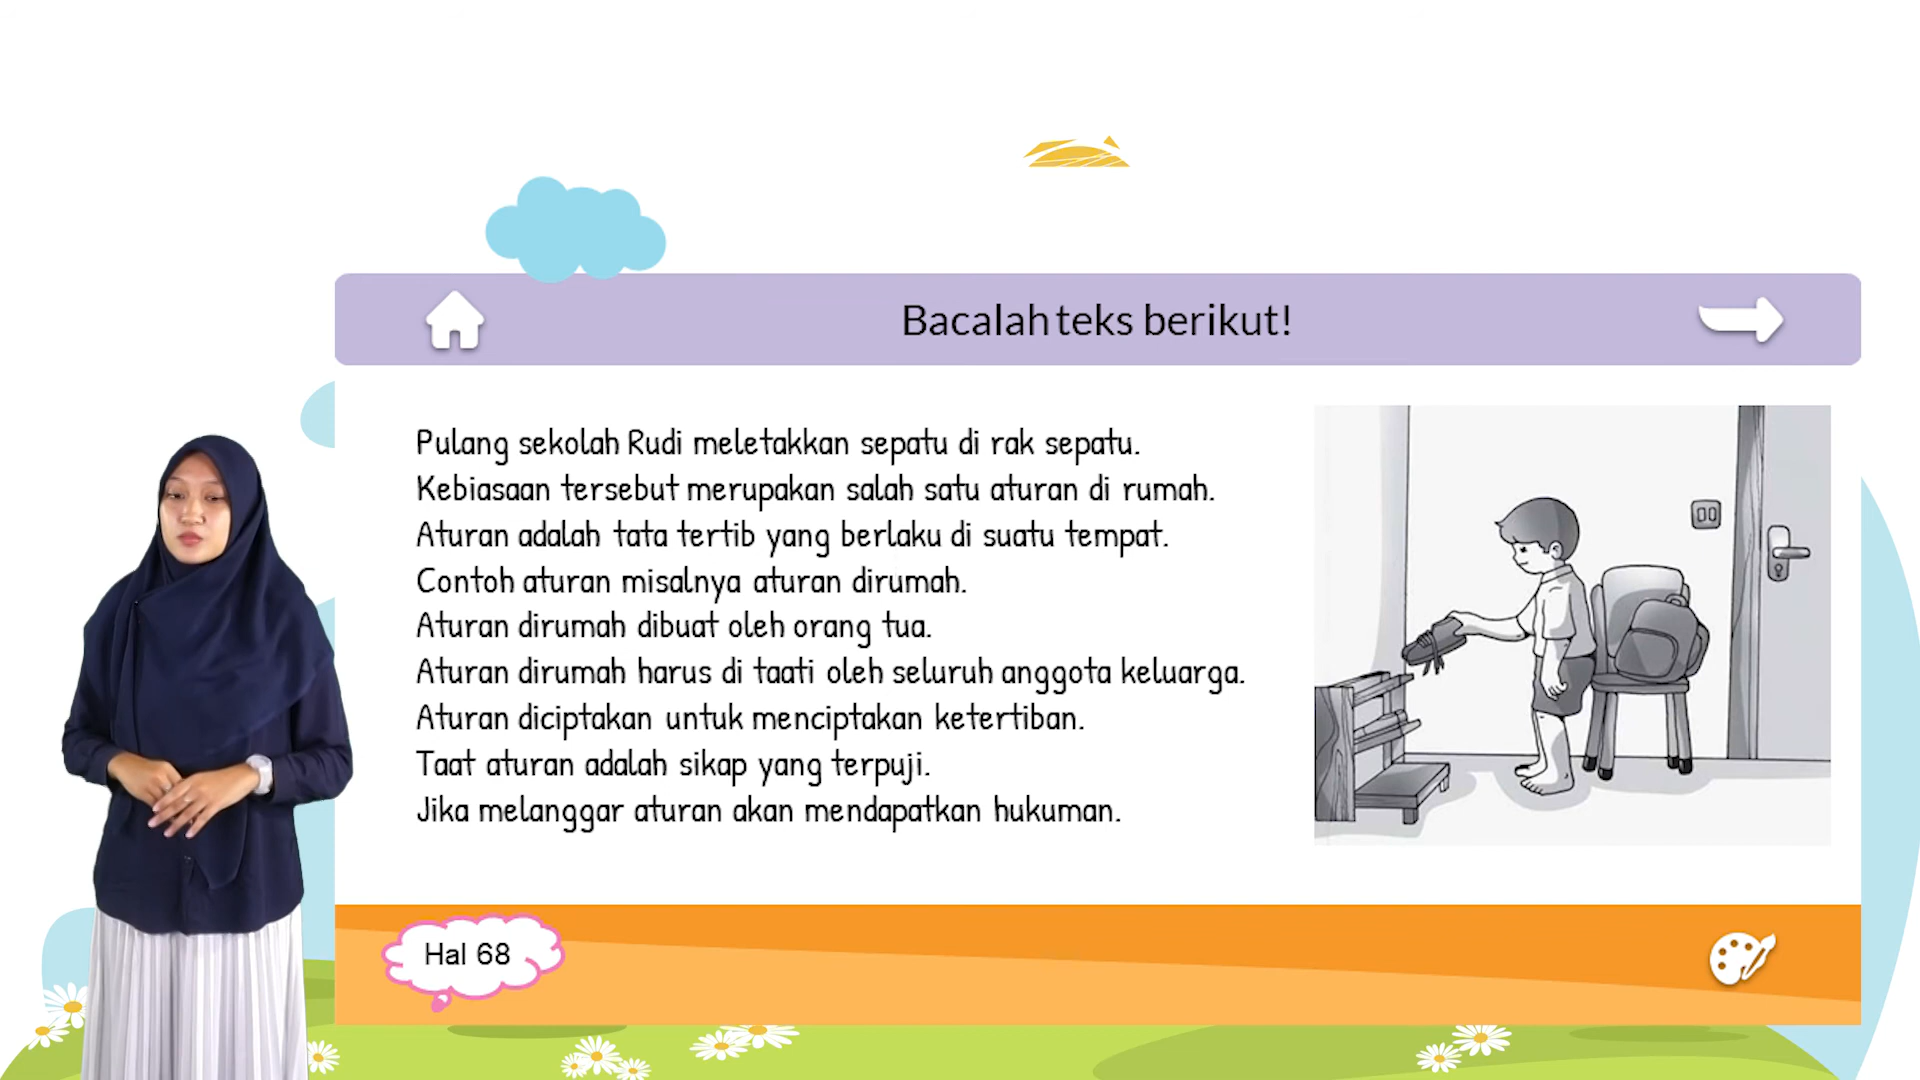 Bacalah teks berikut!
Pulang sekolah Rudi meletakkan sepatu di rak sepatu.
Kebiasaan tersebut merupakan salah satu aturan di rumah.
Aturan adalah tata tertib yang berlaku di suatu tempat.
Contoh aturan misalnya aturan dirumah.
Aturan dirumah dibuat oleh orang tua.
Aturan dirumah harus di taati oleh seluruh anggota keluarga.
Aturan diciptakan untuk menciptakan ketertiban.
Taat aturan adalah sikap yang terpuji.
Jika melanggar aturan akan mendapatkan hukuman.
Hal 68